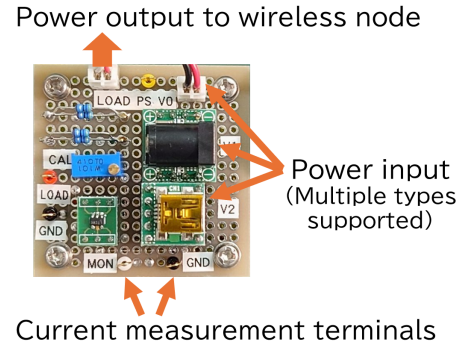 Power output to wireless node
LOAD PS V0
CAL
LOAD
GND
V2
MON
GND
Power input
(Multiple types
supported)
Current measurement terminals